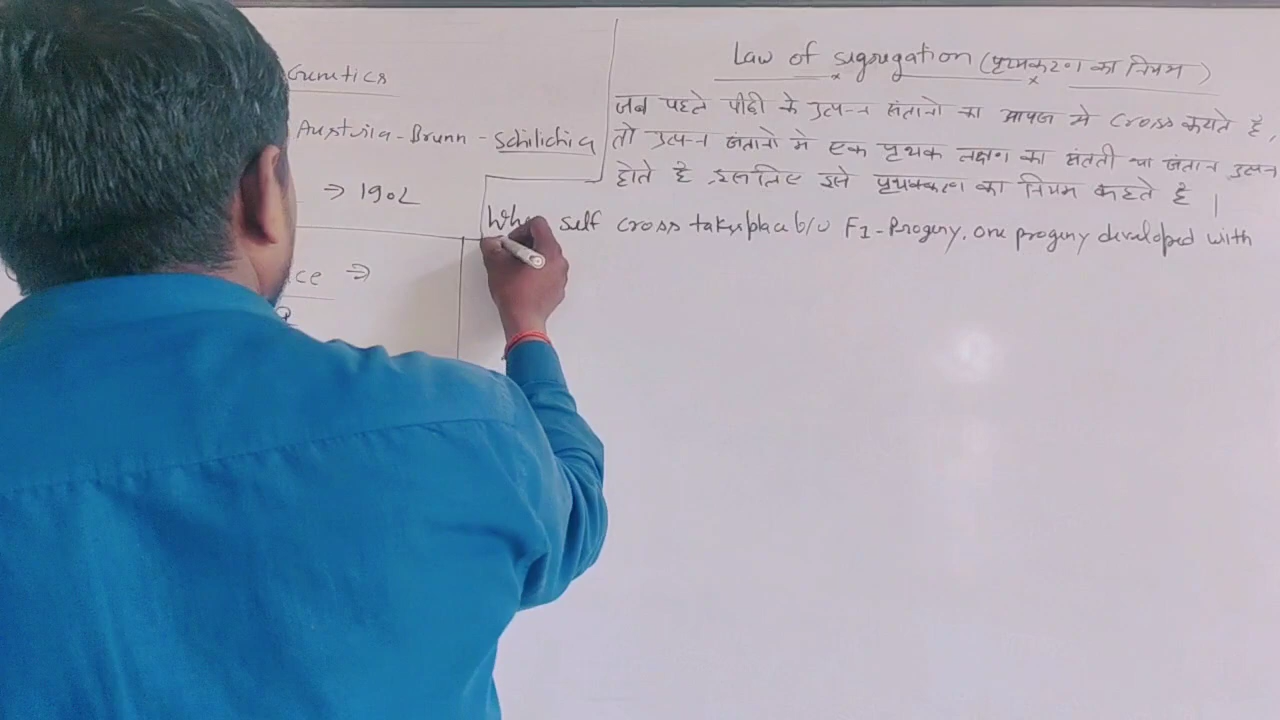 Genetics
Austria-Brunn-Schilichia
→ 1902
ice →
Law of segregation (पृथक्करण का नियम)
जब पहले पीढ़ी के उत्पन्न संतानो का आपस मे Cross कराते है,
तो उत्पन्न संतानो मे एक पृथक लक्षण का संतती या संतान उत्पन्न
होते है, इसलिए इसे पृथक्करण का नियम कहते है |
When self cross takes place b/w F1-Progeny, one progeny developed with